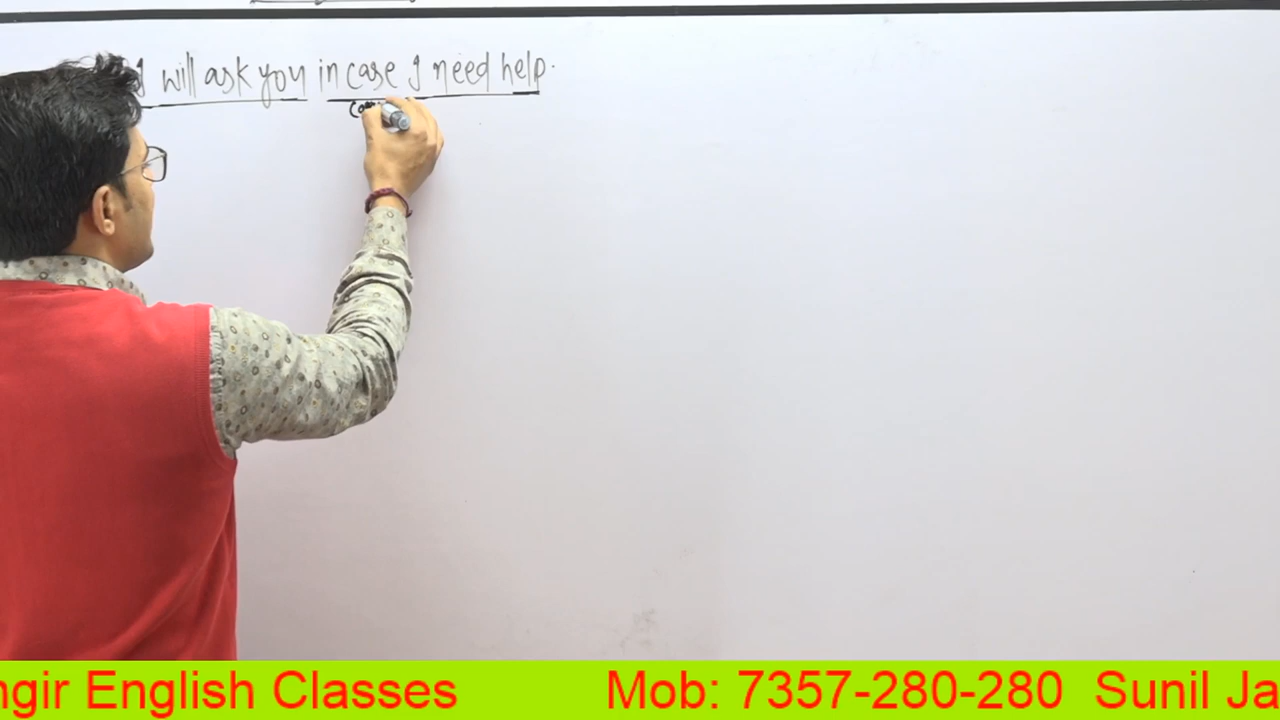 I will ask you in case I need help.
ngir English Classes Mob: 7357-280-280 Sunil Ja